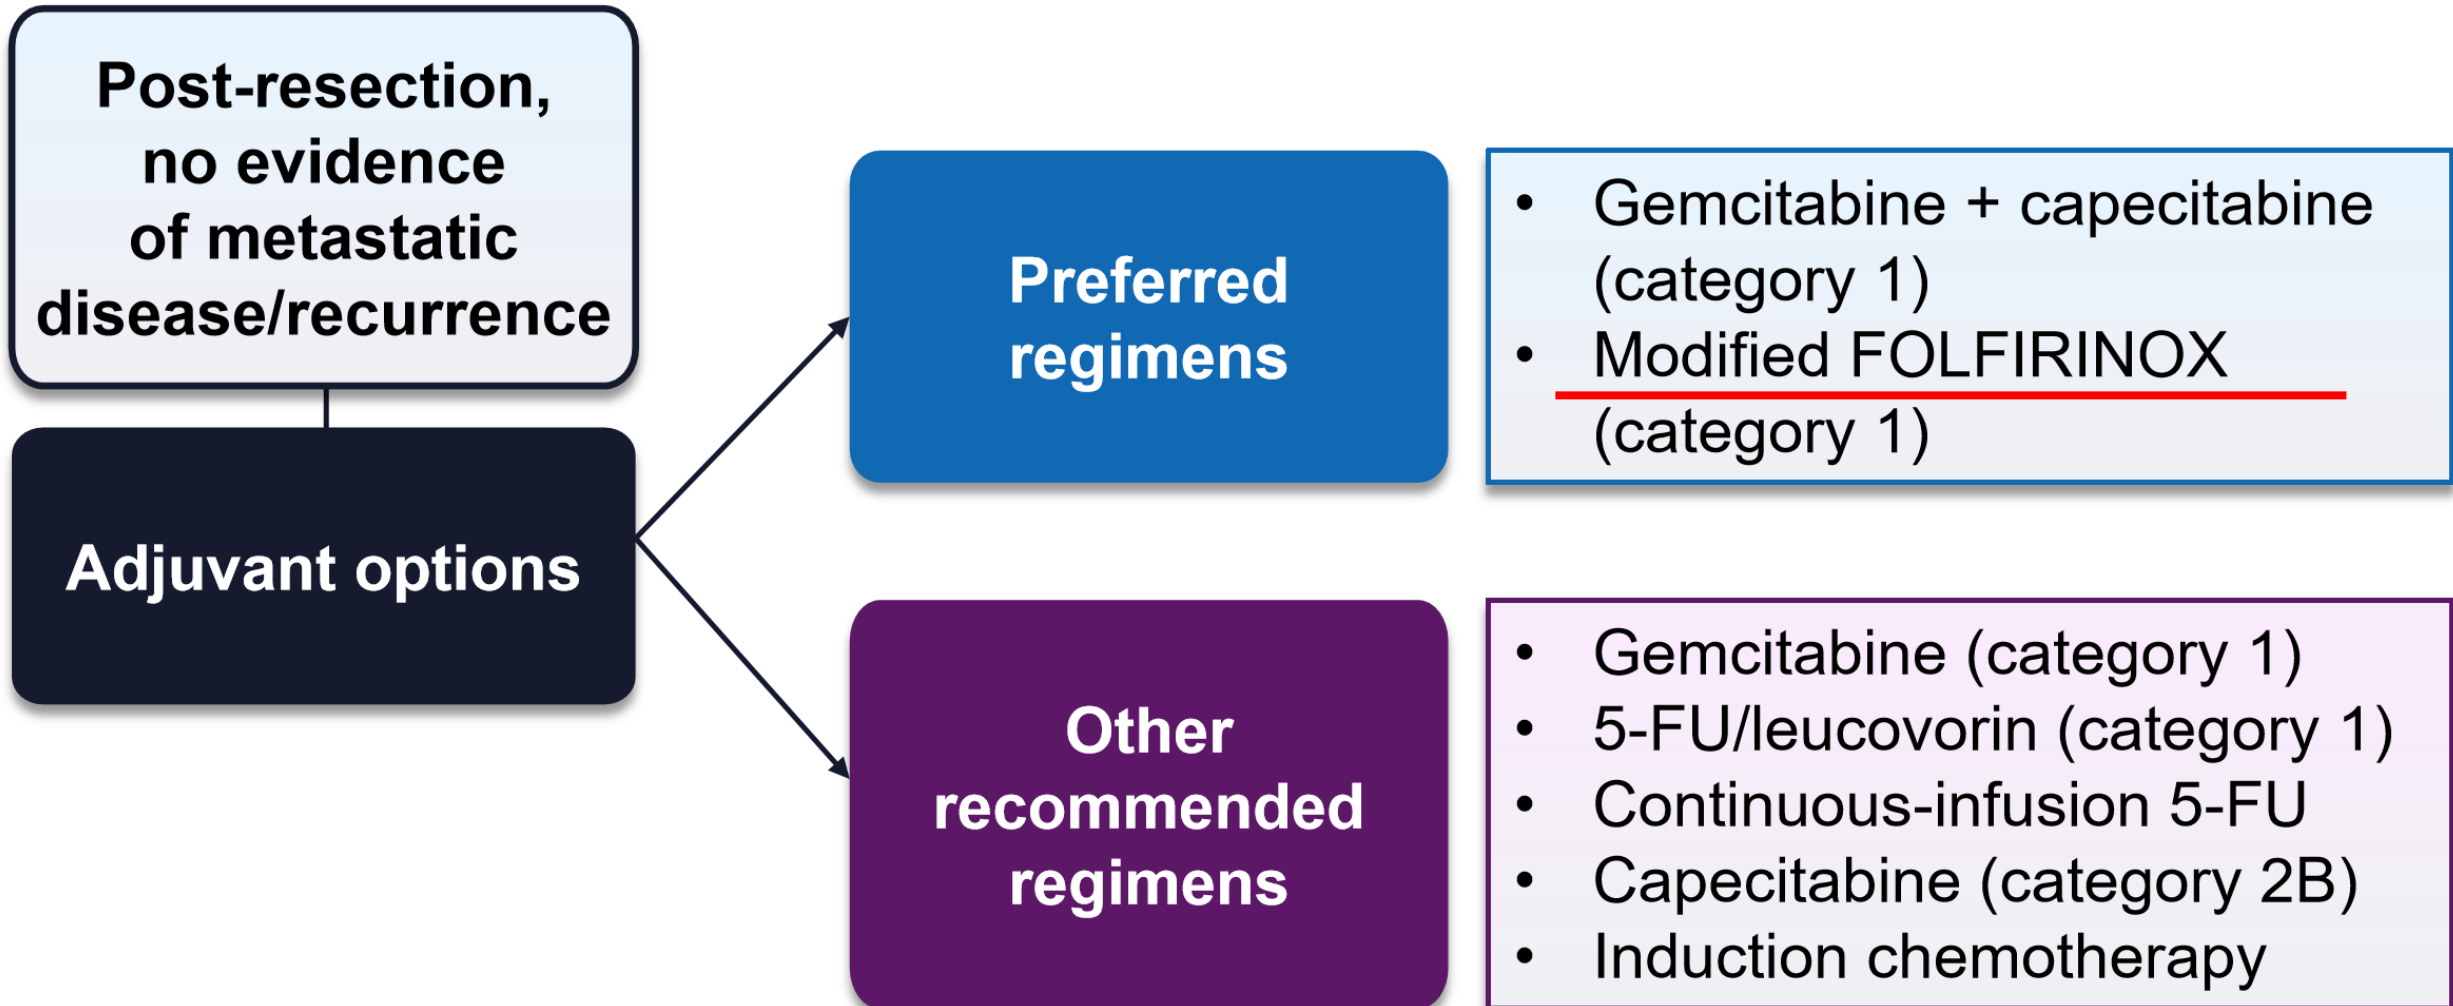 Post-resection,
no evidence
of metastatic
disease/recurrence
Adjuvant options
Preferred
regimens
• Gemcitabine + capecitabine
(category 1)
• Modified FOLFIRINOX
(category 1)
Other
recommended
regimens
• Gemcitabine (category 1)
• 5-FU/leucovorin (category 1)
• Continuous-infusion 5-FU
• Capecitabine (category 2B)
• Induction chemotherapy